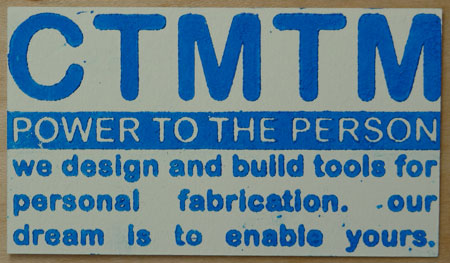 CTMTM
POWER TO THE PERSON
we design and build tools for
personal fabrication. our
dream is to enable yours.